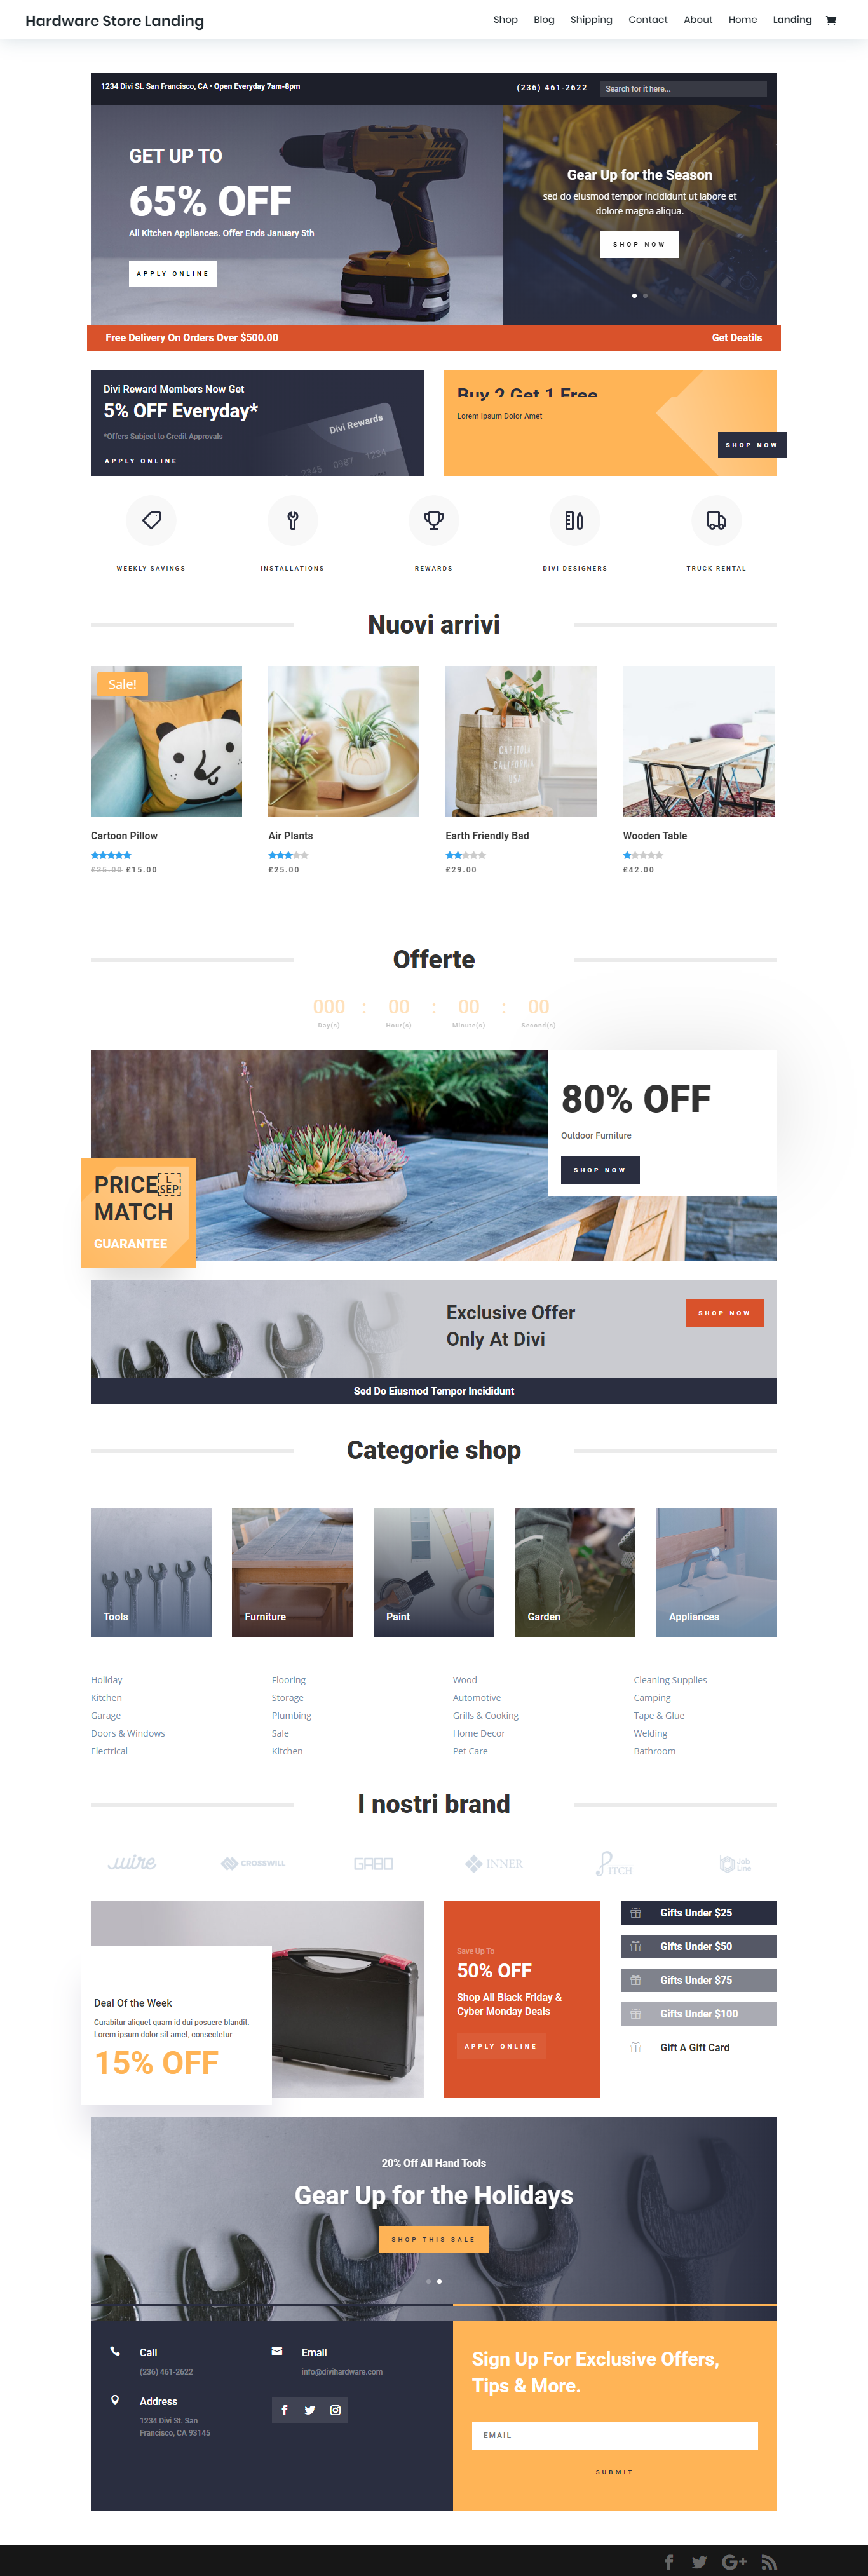 Hardware Store Landing
Shop Blog Shipping Contact About Home Landing
1234 Divi St. San Francisco, CA • Open Everyday 7am-8pm
(236) 461-2622
Search for it here...
GET UP TO
65% OFF
All Kitchen Appliances. Offer Ends January 5th
APPLY ONLINE
Gear Up for the Season
sed do eiusmod tempor incididunt ut labore et
dolore magna aliqua.
SHOP NOW
Free Delivery On Orders Over $500.00
Get Deatils
Divi Reward Members Now Get
5% OFF Everyday*
*Offers Subject to Credit Approvals
APPLY ONLINE
Divi Rewards
2345 0987 1234
Buy 2 Get 1 Free
Lorem Ipsum Dolor Amet
SHOP NOW
WEEKLY SAVINGS
INSTALLATIONS
REWARDS
DIVI DESIGNERS
TRUCK RENTAL
Nuovi arrivi
Sale!
CAPITOLA
CALIFORNIA
USA
Cartoon Pillow
£25.00 £15.00
Air Plants
£25.00
Earth Friendly Bad
£29.00
Wooden Table
£42.00
Offerte
000 : 00 : 00 : 00
Day(s) Hour(s) Minute(s) Second(s)
80% OFF
Outdoor Furniture
SHOP NOW
PRICE L SEP
MATCH
GUARANTEE
Exclusive Offer
Only At Divi
SHOP NOW
Sed Do Eiusmod Tempor Incididunt
Categorie shop
Tools
Furniture
Paint
Garden
Appliances
Holiday
Kitchen
Garage
Doors & Windows
Electrical
Flooring
Storage
Plumbing
Sale
Kitchen
Wood
Automotive
Grills & Cooking
Home Decor
Pet Care
Cleaning Supplies
Camping
Tape & Glue
Welding
Bathroom
I nostri brand
wire
CROSSWILL
GABO
INNER
PITCH
Job Line
Deal Of the Week
Curabitur aliquet quam id dui posuere blandit.
Lorem ipsum dolor sit amet, consectetur
15% OFF
Save Up To
50% OFF
Shop All Black Friday &
Cyber Monday Deals
APPLY ONLINE
Gifts Under $25
Gifts Under $50
Gifts Under $75
Gifts Under $100
Gift A Gift Card
20% Off All Hand Tools
Gear Up for the Holidays
SHOP THIS SALE
Call
(236) 461-2622
Email
info@divihardware.com
Address
1234 Divi St. San
Francisco, CA 93145
Sign Up For Exclusive Offers,
Tips & More.
EMAIL
SUBMIT